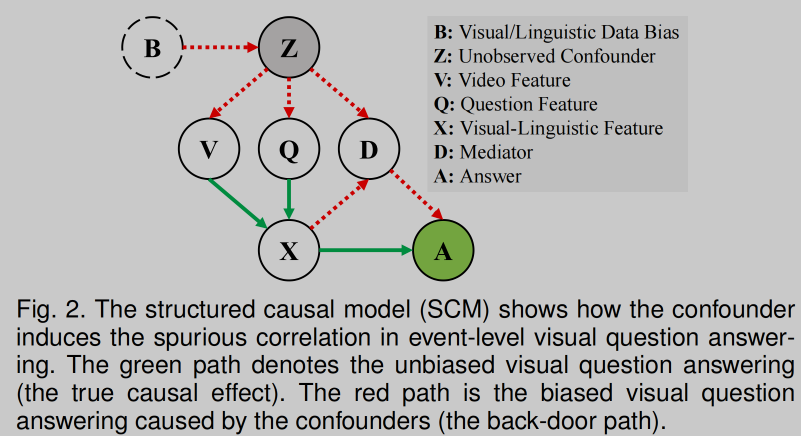 B
Z
V
Q
D
X
A
B: Visual/Linguistic Data Bias
Z: Unobserved Confounder
V: Video Feature
Q: Question Feature
X: Visual-Linguistic Feature
D: Mediator
A: Answer
Fig. 2. The structured causal model (SCM) shows how the confounder
induces the spurious correlation in event-level visual question answer-
ing. The green path denotes the unbiased visual question answering
(the true causal effect). The red path is the biased visual question
answering caused by the confounders (the back-door path).